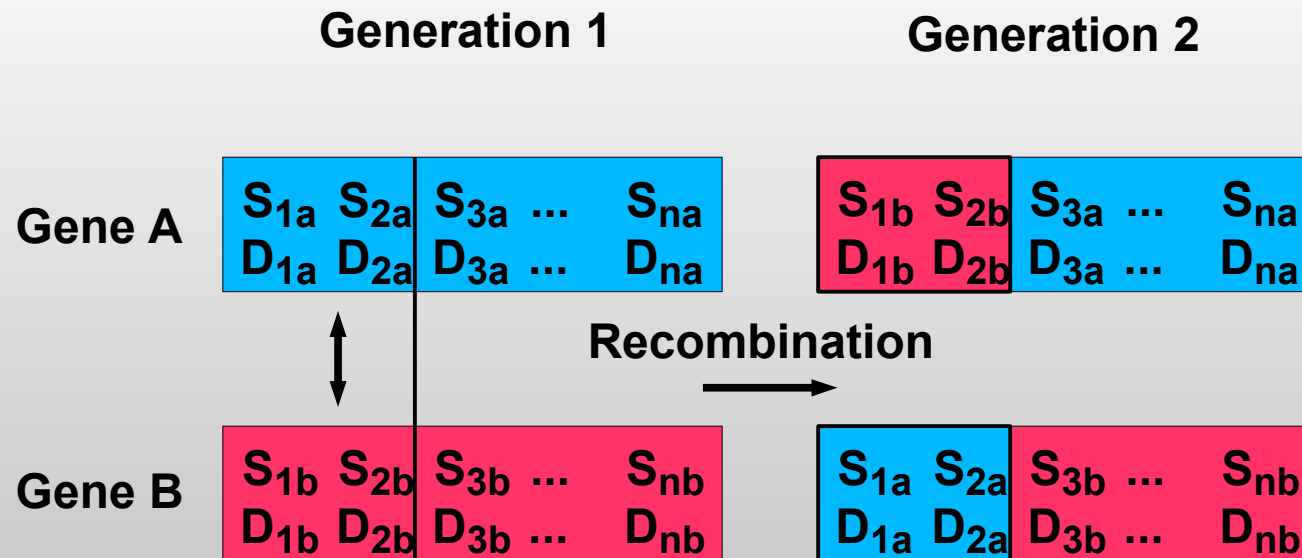 Generation 1 Generation 2
Gene A S1a S2a S3a ... Sna S1b S2b S3a ... Sna
D1a D2a D3a ... Dna D1b D2b D3a ... Dna
Recombination
Gene B S1b S2b S3b ... Snb S1a S2a S3b ... Snb
D1b D2b D3b ... Dnb D1a D2a D3b ... Dnb